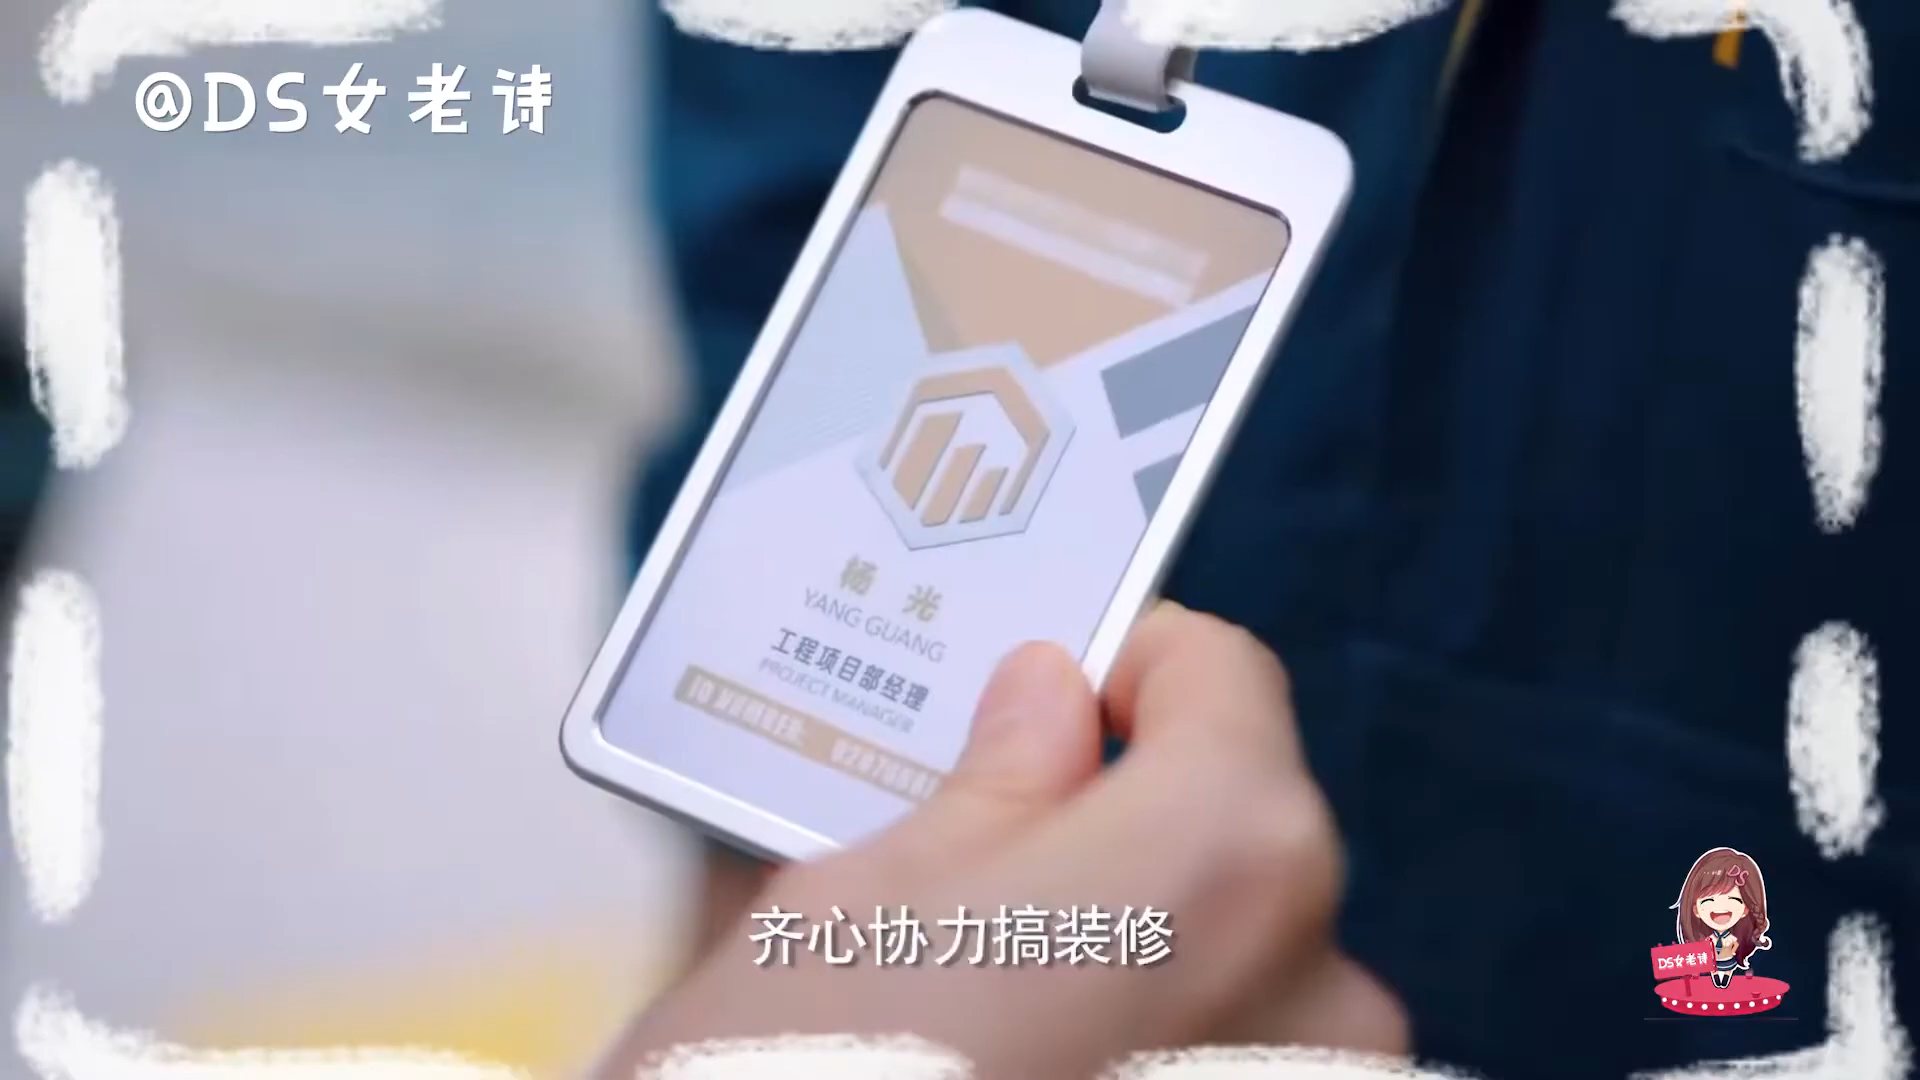 @DS女老诗
杨 光
YANG GUANG
工程项目部经理
PROJECT MANAGER
ID NUMBER:
齐心协力搞装修
DS
DS女老诗